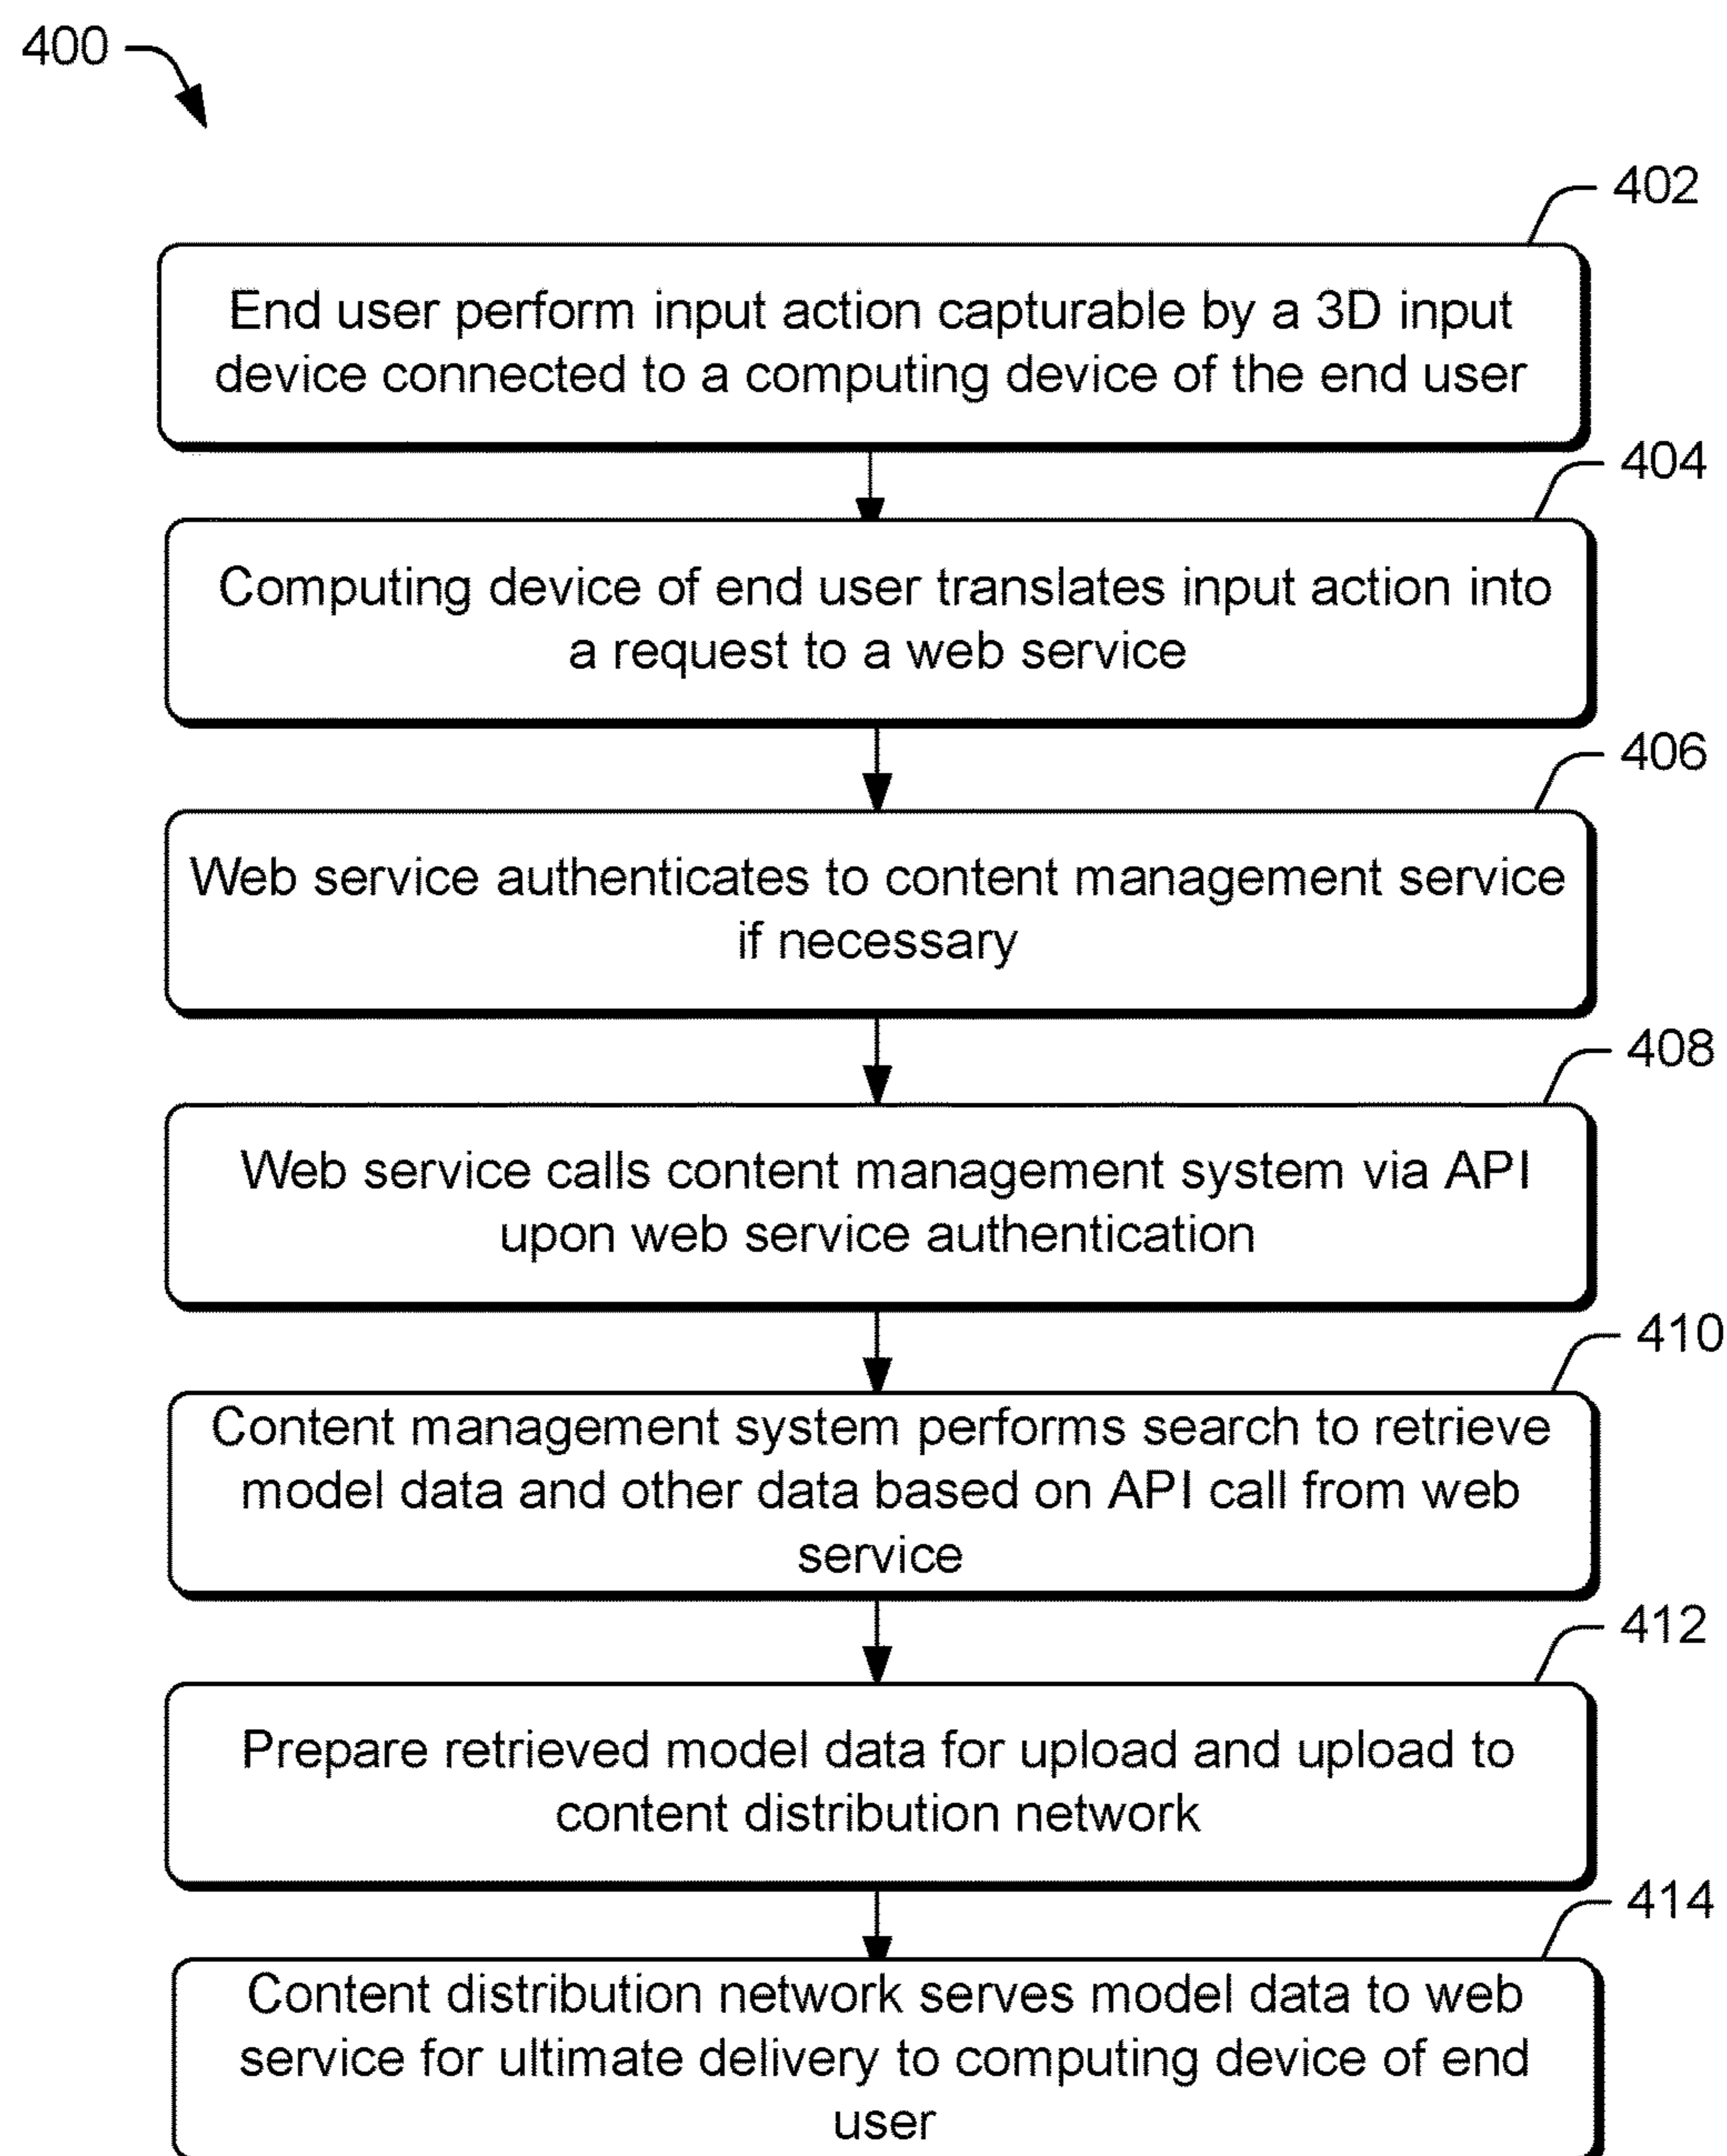 400
402
End user perform input action capturable by a 3D input
device connected to a computing device of the end user
404
Computing device of end user translates input action into
a request to a web service
406
Web service authenticates to content management service
if necessary
408
Web service calls content management system via API
upon web service authentication
410
Content management system performs search to retrieve
model data and other data based on API call from web
service
412
Prepare retrieved model data for upload and upload to
content distribution network
414
Content distribution network serves model data to web
service for ultimate delivery to computing device of end
user